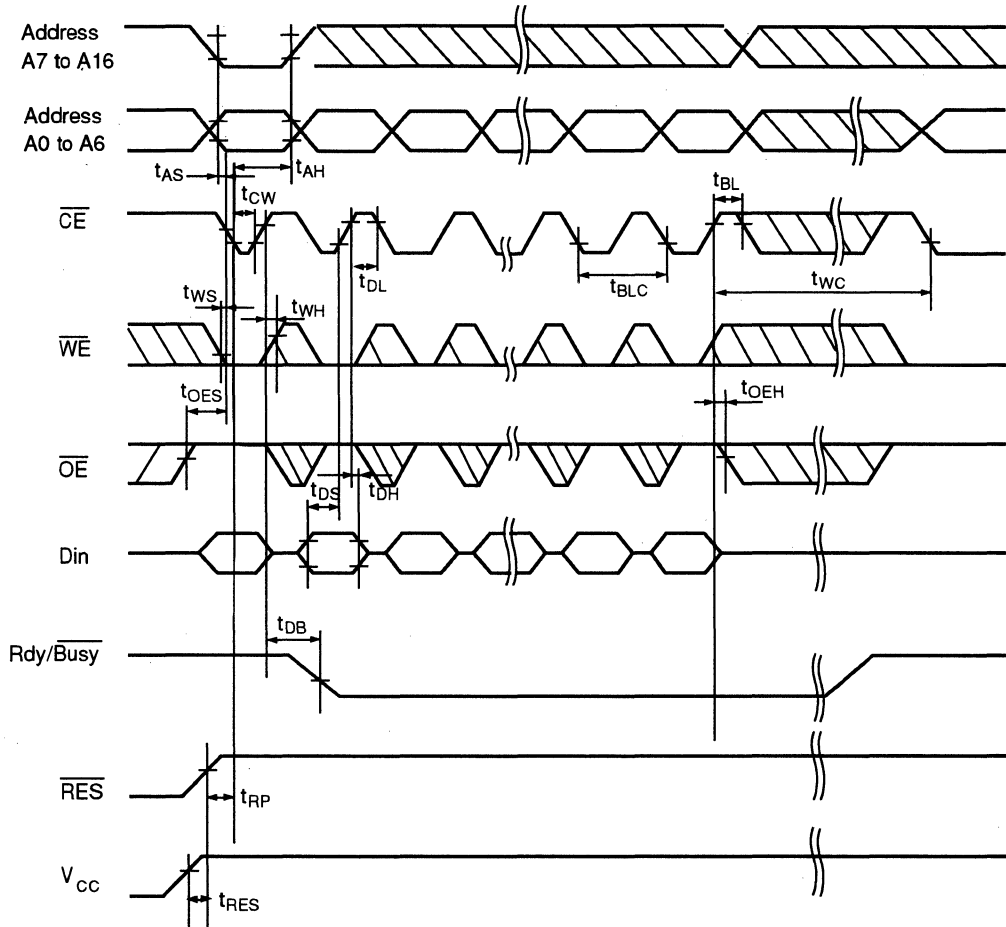 Address
A7 to A16
Address
A0 to A6
tAS
tAH
tCW
tBL
CE
tDL
tBLC
tWC
tWS
tWH
WE
tOES
tOEH
OE
tDS
tDH
Din
tDB
Rdy/Busy
RES
tRP
VCC
tRES